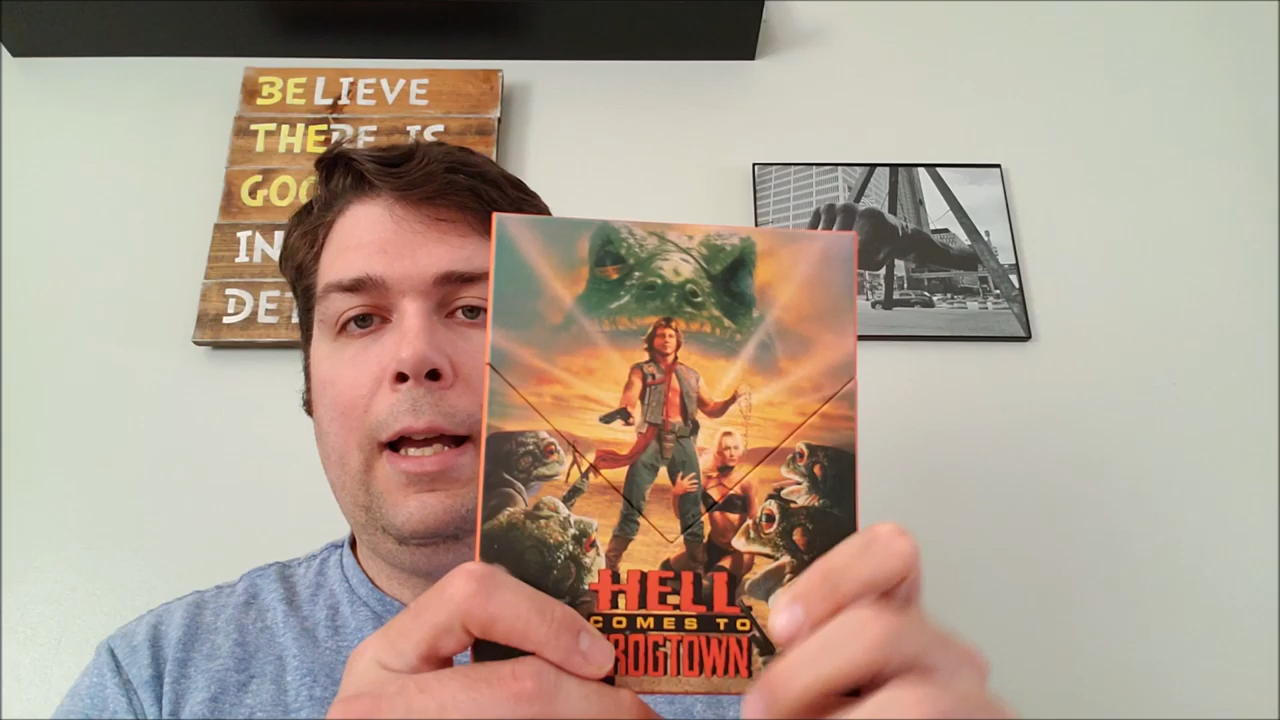 BELIEVE
THERE IS
GOO
IN
DET
HELL
COMES TO
ROGTOWN